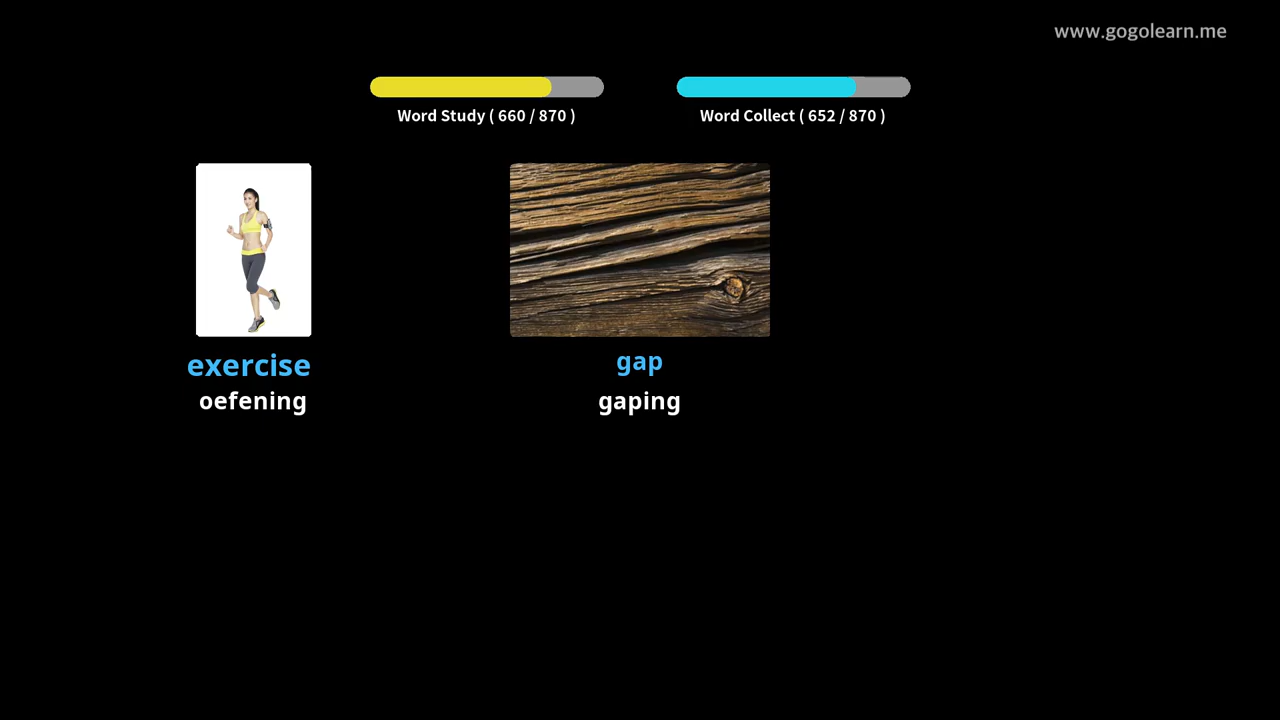 www.gogolearn.me
Word Study ( 660 / 870 )
Word Collect ( 652 / 870 )
exercise
oefening
gap
gaping